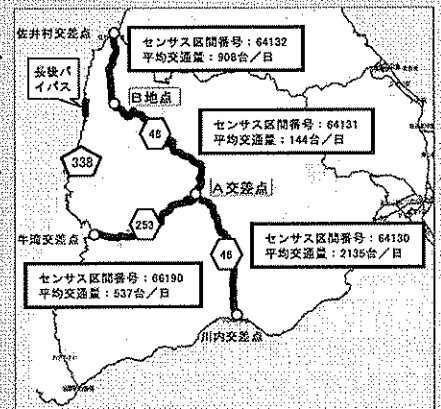 佐井村交差点
センサス区間番号：64132
平均交通量：908台／日
長後バイ
パス
B地点
46
センサス区間番号：64131
平均交通量：144台／日
338
A交差点
253
牛滝交差点
46
センサス区間番号：64130
平均交通量：2135台／日
センサス区間番号：66190
平均交通量：537台／日
川内交差点